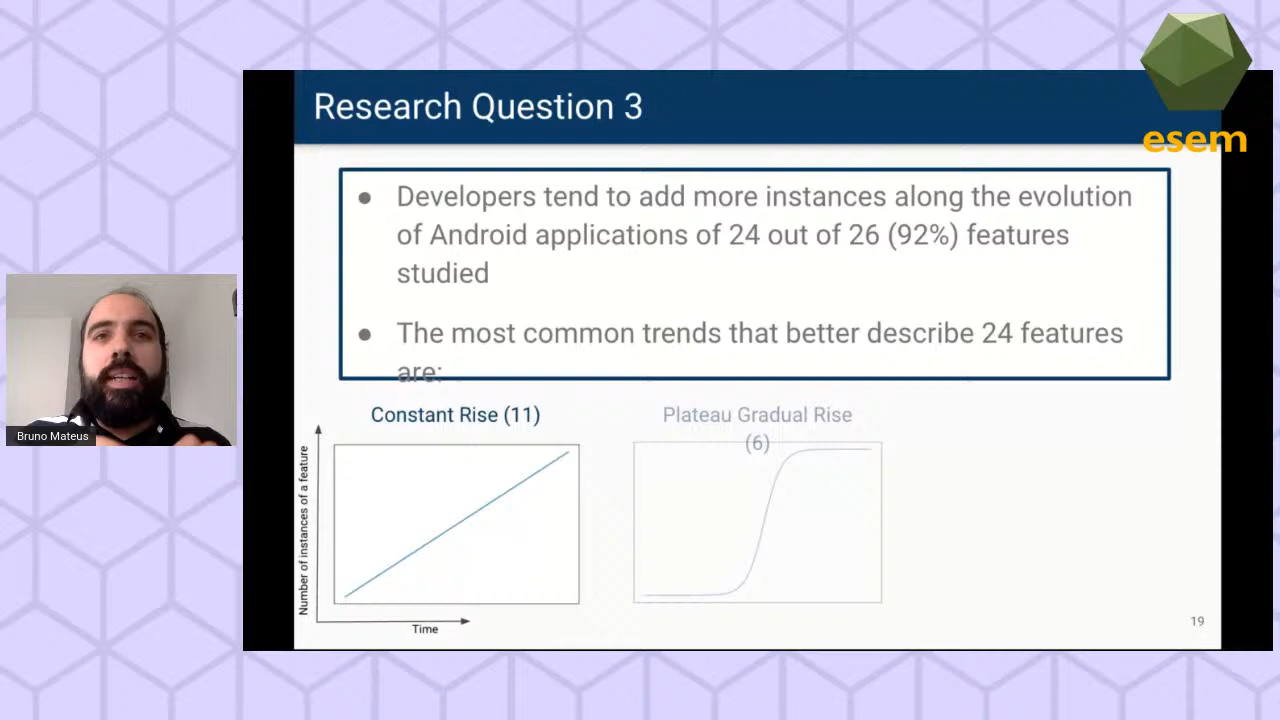 Research Question 3
esem
● Developers tend to add more instances along the evolution
of Android applications of 24 out of 26 (92%) features
studied
● The most common trends that better describe 24 features
are:
Constant Rise (11)
Plateau Gradual Rise
(6)
Number of instances of a feature
Time
19
Bruno Mateus